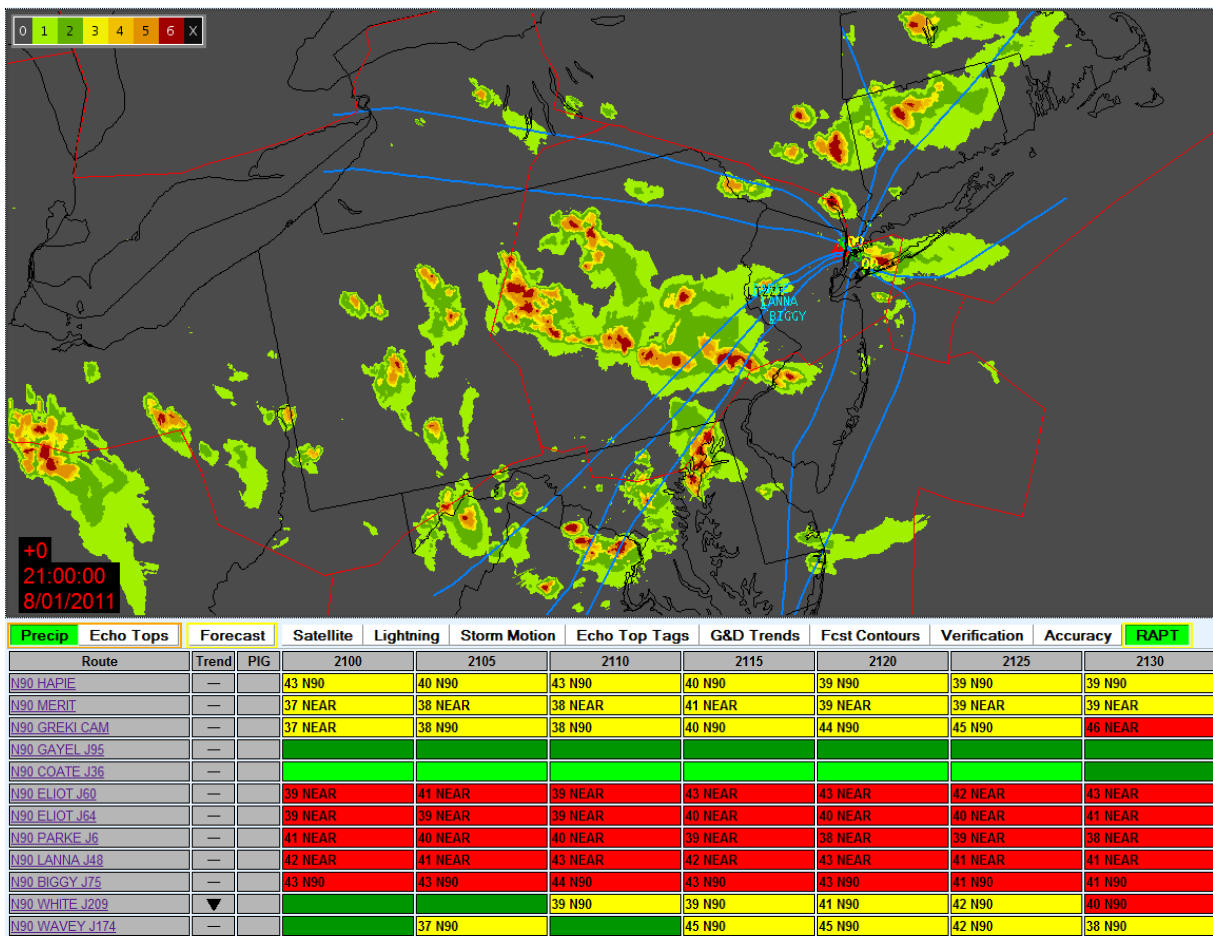 0 1 2 3 4 5 6 X
LANNA
BIGGY
+0
21:00:00
8/01/2011
Precip Echo Tops Forecast Satellite Lightning Storm Motion Echo Top Tags G&D Trends Fcst Contours Verification Accuracy RAPT
Route Trend PIG 2100 2105 2110 2115 2120 2125 2130
N90 HAPIE — 43 N90 40 N90 43 N90 40 N90 39 N90 39 N90 39 N90
N90 MERIT — 37 NEAR 38 NEAR 38 NEAR 41 NEAR 39 NEAR 39 NEAR 39 NEAR
N90 GREKI CAM — 37 NEAR 38 N90 38 N90 40 N90 44 N90 45 N90 46 NEAR
N90 GAYEL J95 —
N90 COATE J36 —
N90 ELIOT J60 — 39 NEAR 41 NEAR 39 NEAR 43 NEAR 43 NEAR 42 NEAR 43 NEAR
N90 ELIOT J64 — 39 NEAR 39 NEAR 39 NEAR 40 NEAR 40 NEAR 40 NEAR 41 NEAR
N90 PARKE J6 — 41 NEAR 40 NEAR 40 NEAR 39 NEAR 38 NEAR 39 NEAR 38 NEAR
N90 LANNA J48 — 42 NEAR 41 NEAR 43 NEAR 42 NEAR 43 NEAR 41 NEAR 41 NEAR
N90 BIGGY J75 — 43 N90 43 N90 44 N90 43 N90 43 N90 41 N90 41 N90
N90 WHITE J209 ▼ 39 N90 39 N90 41 N90 42 N90 40 N90
N90 WAVEY J174 — 37 N90 45 N90 45 N90 42 N90 38 N90